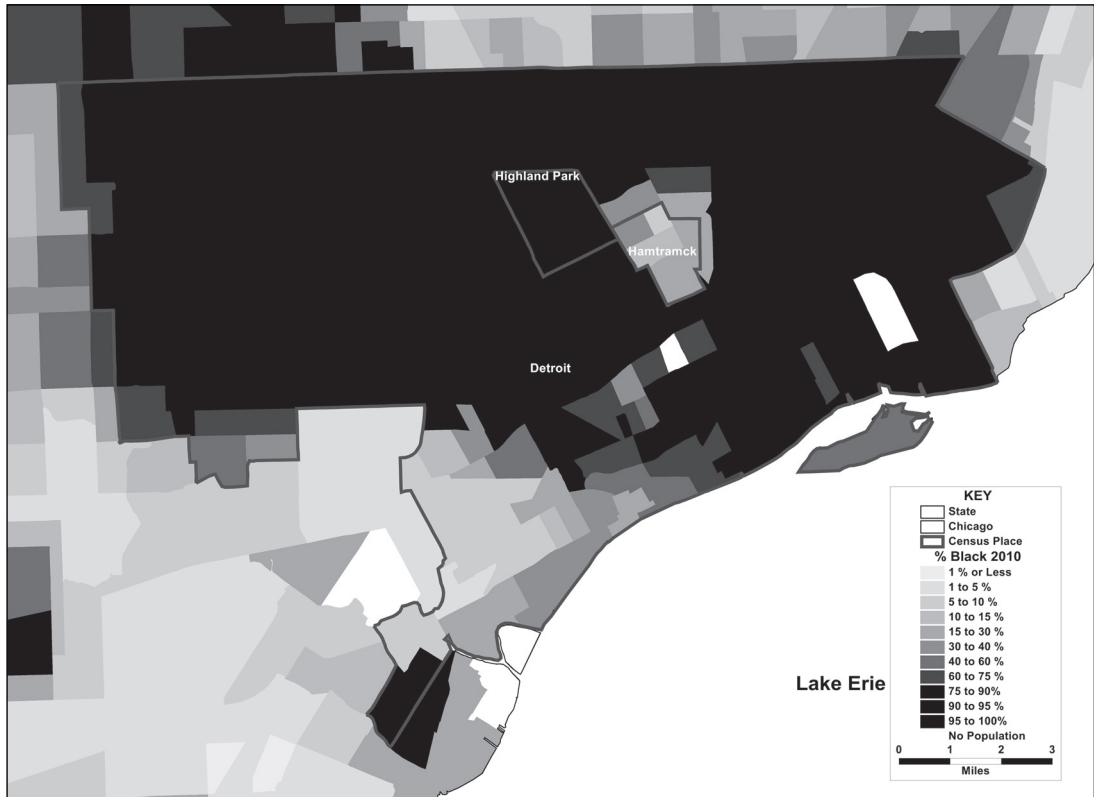 Highland Park
Hamtramck
Detroit
Lake Erie
KEY
State
Chicago
Census Place
% Black 2010
1 % or Less
1 to 5 %
5 to 10 %
10 to 15 %
15 to 30 %
30 to 40 %
40 to 60 %
60 to 75 %
75 to 90%
90 to 95 %
95 to 100%
No Population
0 1 2 3
Miles